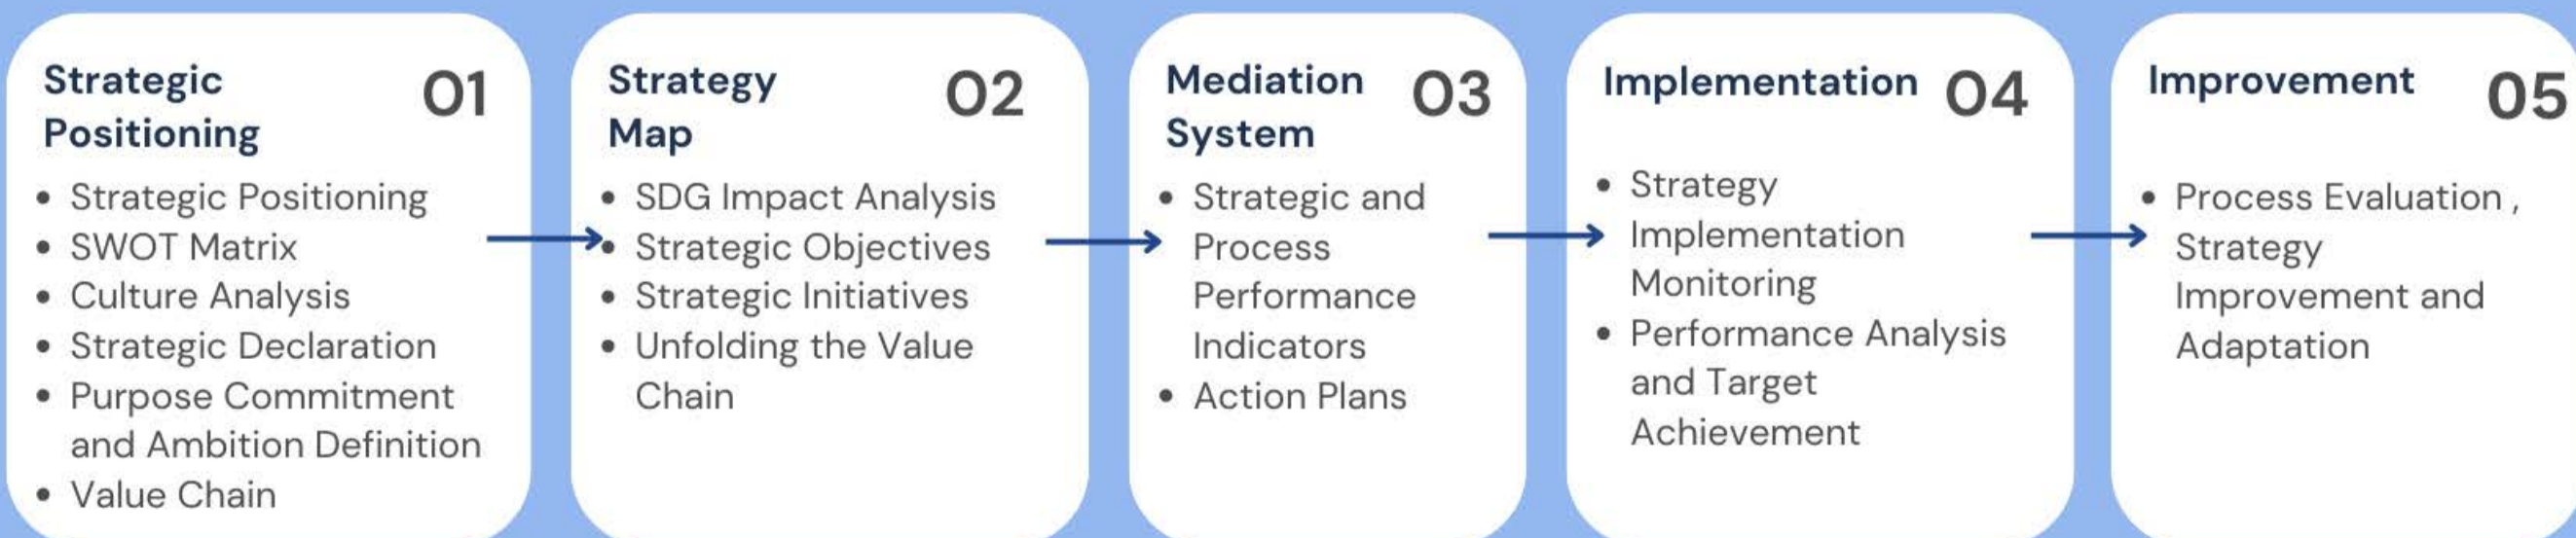 Strategic
Positioning
01
• Strategic Positioning
• SWOT Matrix
• Culture Analysis
• Strategic Declaration
• Purpose Commitment
and Ambition Definition
• Value Chain
Strategy
Map
02
• SDG Impact Analysis
• Strategic Objectives
• Strategic Initiatives
• Unfolding the Value
Chain
Mediation
System
03
• Strategic and
Process
Performance
Indicators
• Action Plans
Implementation
04
• Strategy
Implementation
Monitoring
• Performance Analysis
and Target
Achievement
Improvement
05
• Process Evaluation ,
Strategy
Improvement and
Adaptation